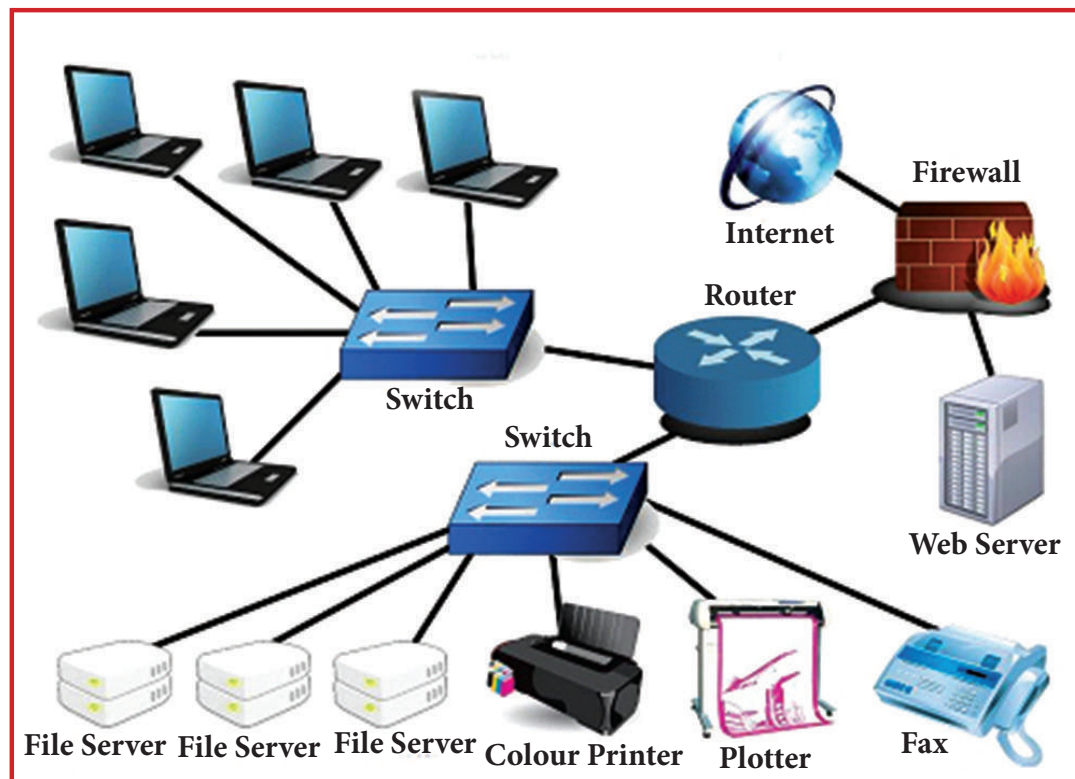 Firewall
Internet
Router
Switch
Switch
Web Server
File Server
File Server
File Server
Colour Printer
Plotter
Fax